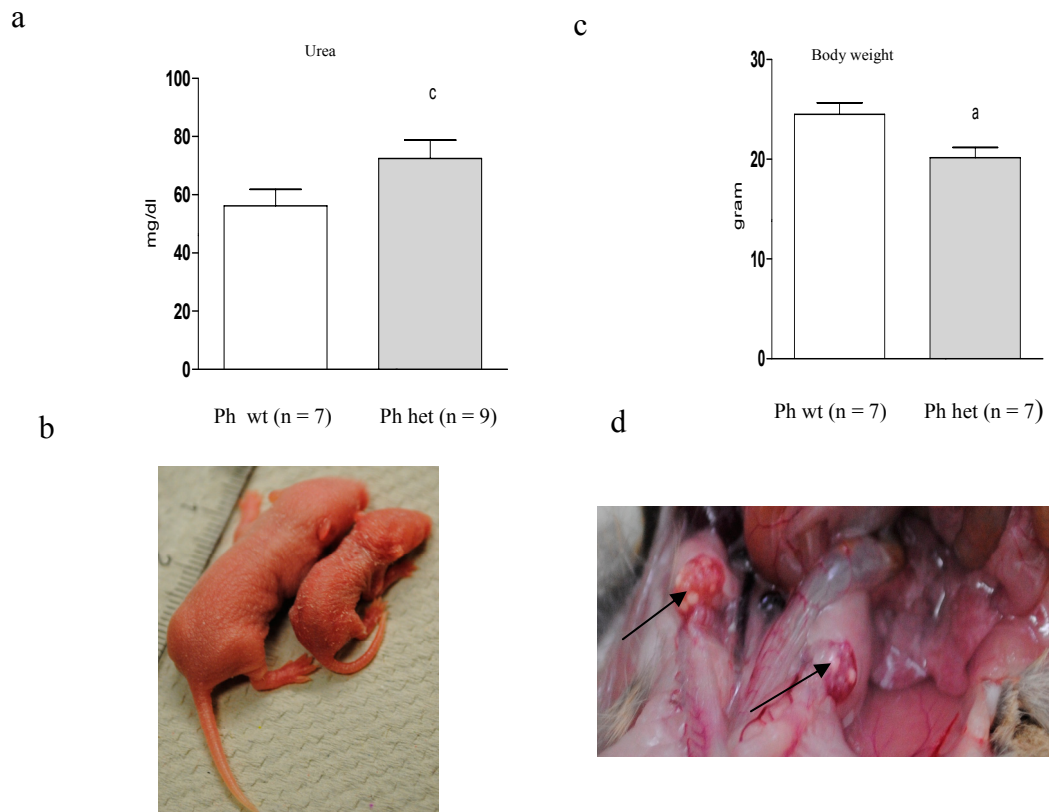 a
Urea
100
80
60
40
20
0
mg/dl
c
Ph wt (n = 7) Ph het (n = 9)
b
c
Body weight
30
20
10
0
gram
a
Ph wt (n = 7) Ph het (n = 7)
d